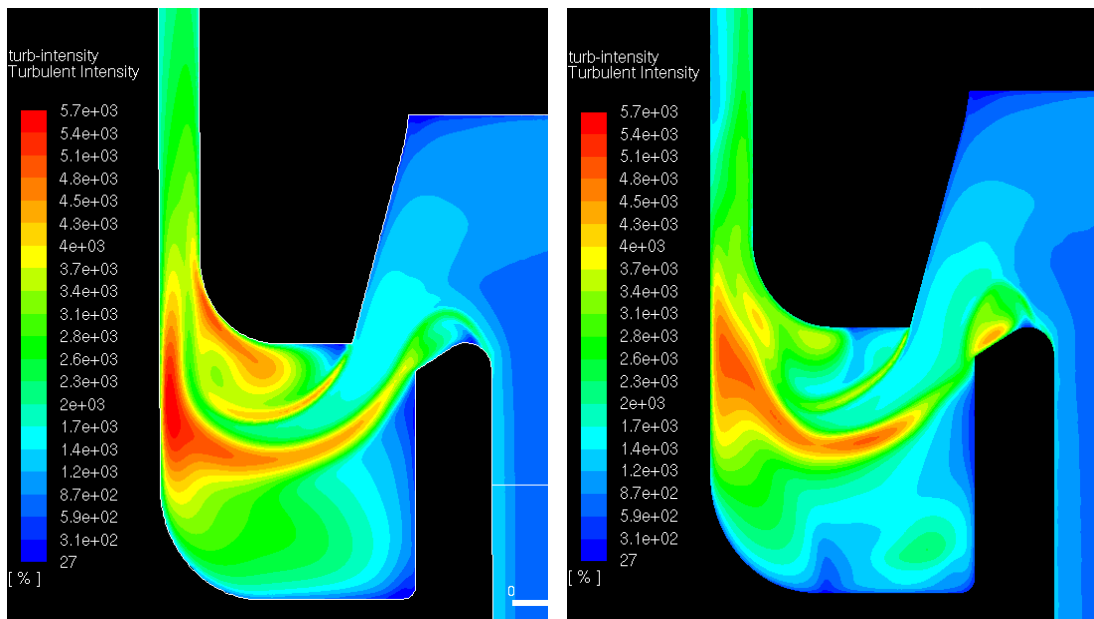 turb-intensity
Turbulent Intensity
5.7e+03
5.4e+03
5.1e+03
4.8e+03
4.5e+03
4.3e+03
4e+03
3.7e+03
3.4e+03
3.1e+03
2.8e+03
2.6e+03
2.3e+03
2e+03
1.7e+03
1.4e+03
1.2e+03
8.7e+02
5.9e+02
3.1e+02
27
[ % ]
0
turb-intensity
Turbulent Intensity
5.7e+03
5.4e+03
5.1e+03
4.8e+03
4.5e+03
4.3e+03
4e+03
3.7e+03
3.4e+03
3.1e+03
2.8e+03
2.6e+03
2.3e+03
2e+03
1.7e+03
1.4e+03
1.2e+03
8.7e+02
5.9e+02
3.1e+02
27
[ % ]